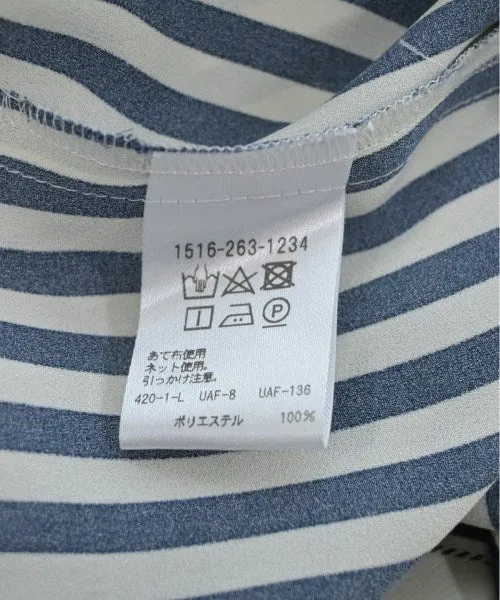 1516-263-1234
あて布使用
ネット使用。
引っかけ注意。
420-1-L UAF-8 UAF-136
ポリエステル 100%